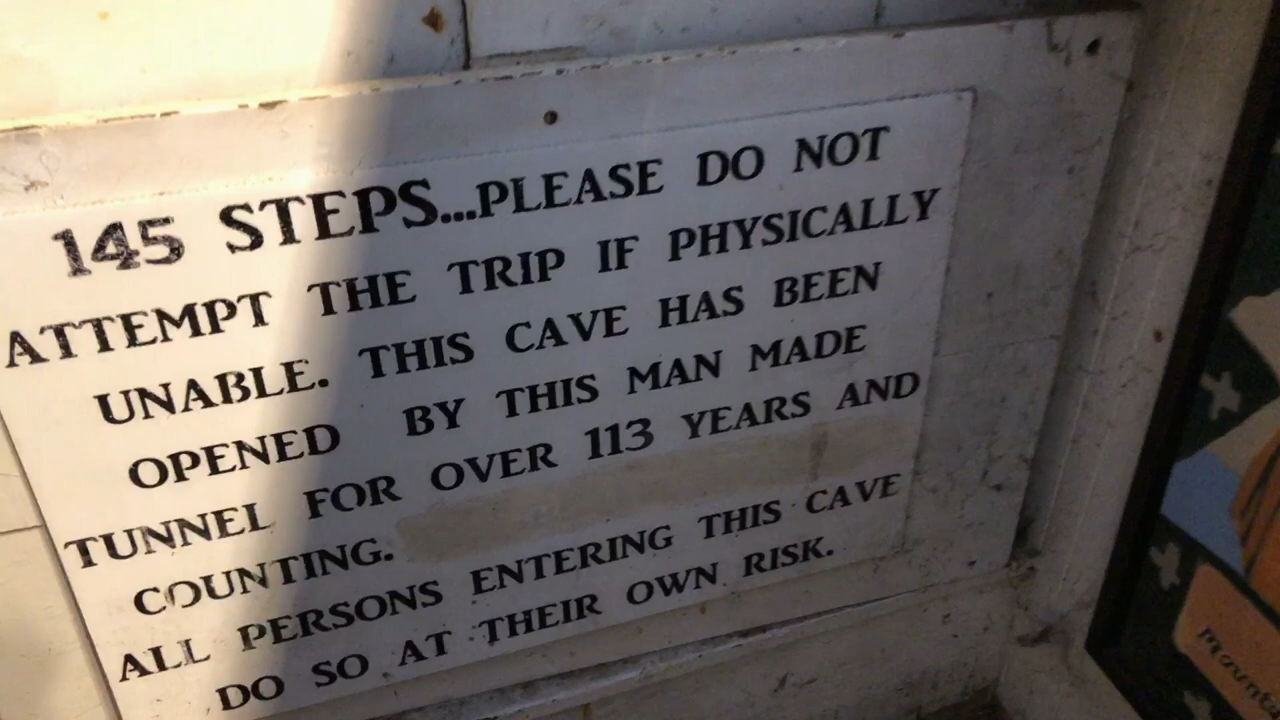 145 STEPS...PLEASE DO NOT
ATTEMPT THE TRIP IF PHYSICALLY
UNABLE. THIS CAVE HAS BEEN
OPENED BY THIS MAN MADE
TUNNEL FOR OVER 113 YEARS AND
COUNTING.
ALL PERSONS ENTERING THIS CAVE
DO SO AT THEIR OWN RISK.